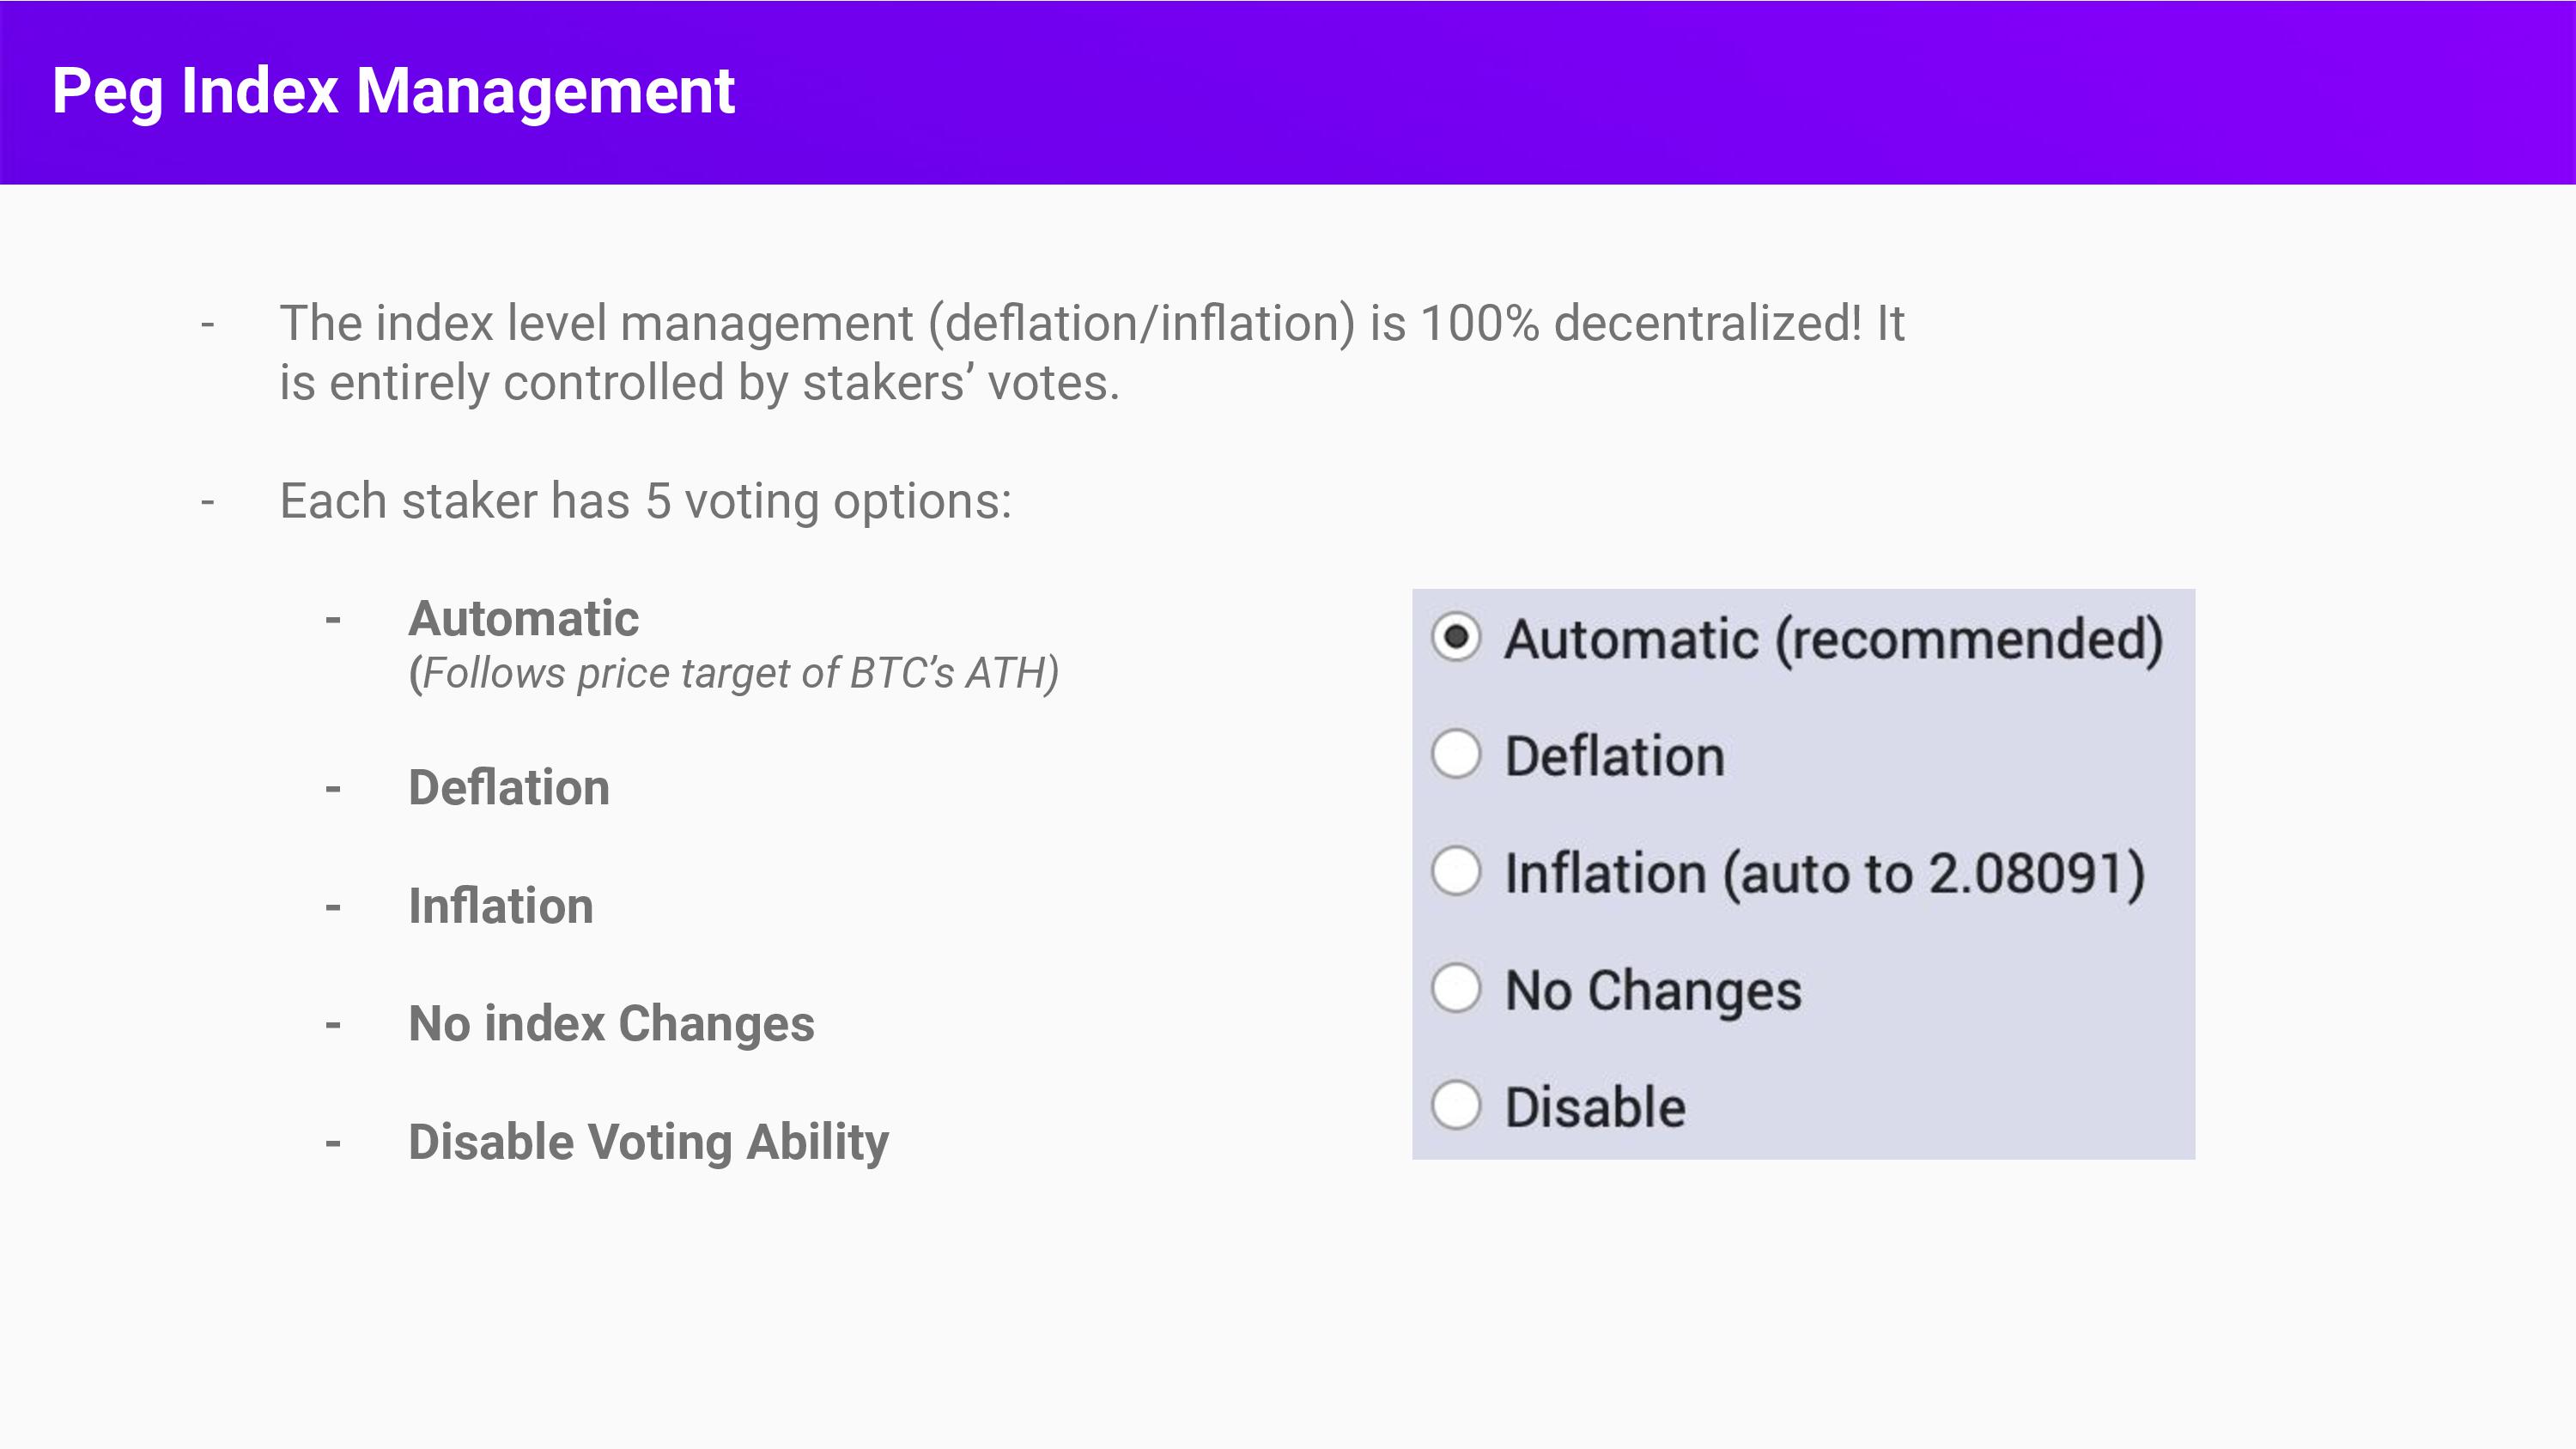 Peg Index Management
- The index level management (deflation/inflation) is 100% decentralized! It
is entirely controlled by stakers’ votes.
- Each staker has 5 voting options:
- Automatic
(Follows price target of BTC’s ATH)
- Deflation
- Inflation
- No index Changes
- Disable Voting Ability
Automatic (recommended)
Deflation
Inflation (auto to 2.08091)
No Changes
Disable